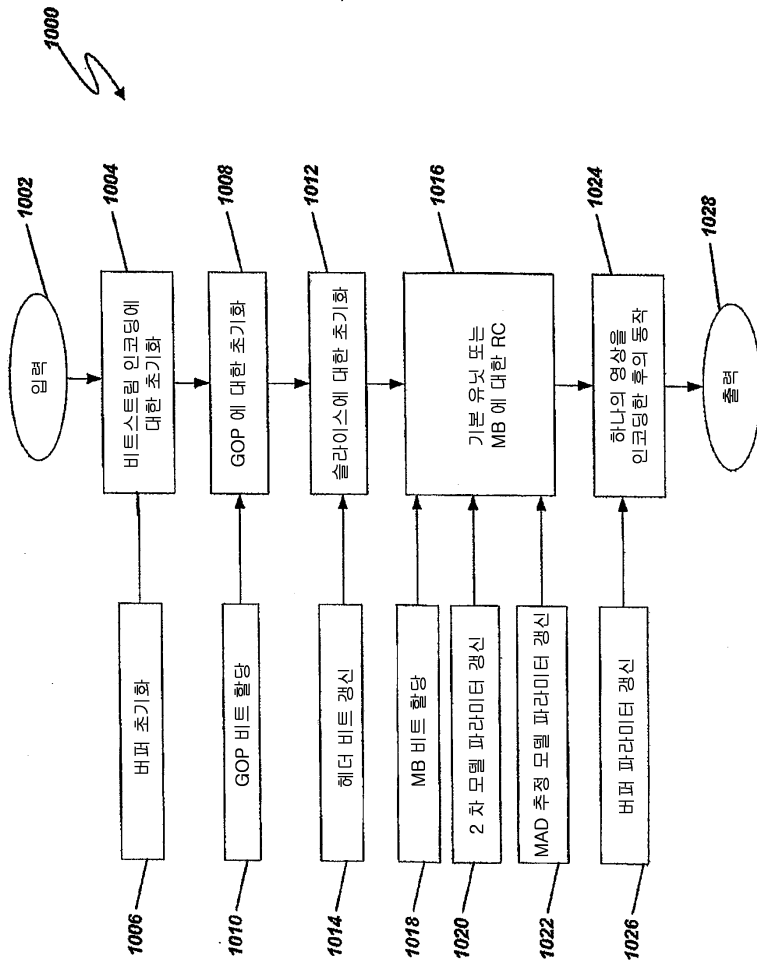 1000
1002
입력
1004
비트스트림 인코딩에
대한 초기화
1006
버퍼 초기화
1008
GOP 에 대한 초기화
1010
GOP 비트 할당
1012
슬라이스에 대한 초기화
1014
헤더 비트 갱신
1016
기본 유닛 또는
MB 에 대한 RC
1018
MB 비트 할당
1020
2 차 모델 파라미터 갱신
1022
MAD 추정 모델 파라미터 갱신
1024
하나의 영상을
인코딩한 후의 동작
1026
버퍼 파라미터 갱신
1028
출력